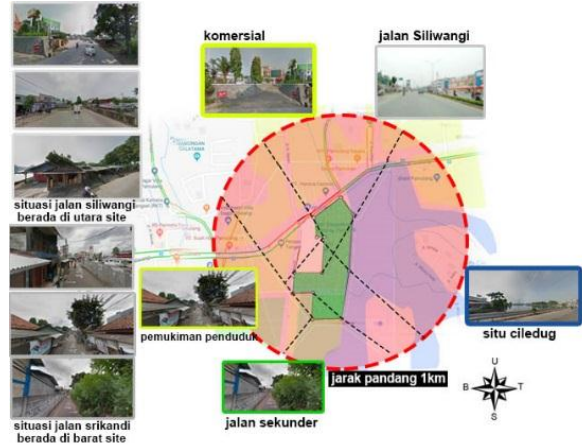 komersial
jalan Siliwangi
situasi jalan siliwangi
berada di utara site
pemukiman penduduk
situ ciledug
jarak pandang 1km
jalan sekunder
situasi jalan srikandi
berada di barat site
U
B
T
S